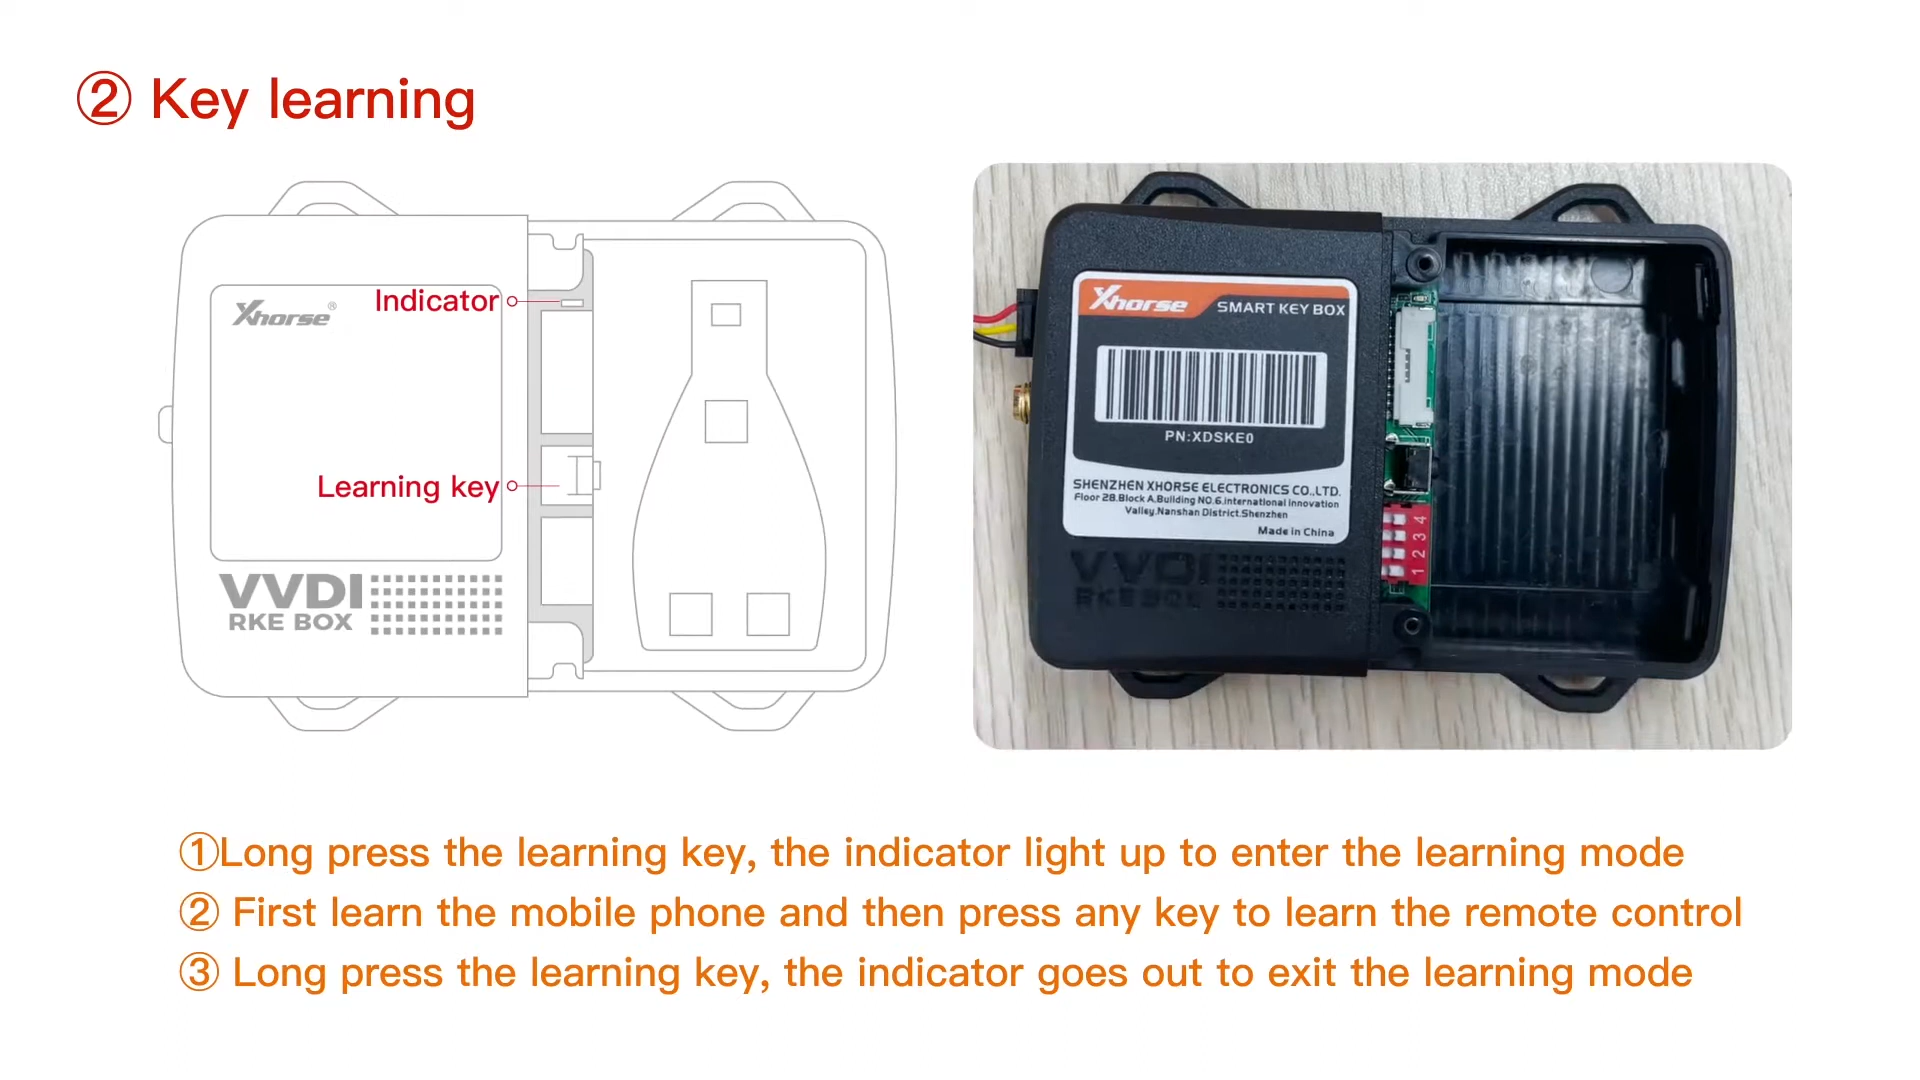 ② Key learning
Xhorse®
Indicator
Learning key
VVDI
RKE BOX
Xhorse SMART KEY BOX
PN:XDSKE0
SHENZHEN XHORSE ELECTRONICS CO.,LTD.
Floor 28.Block A.Building NO.6.International Innovation
Valley.Nanshan District.Shenzhen
Made in China
VVDI
RKE BOX
1 2 3 4
①Long press the learning key, the indicator light up to enter the learning mode
② First learn the mobile phone and then press any key to learn the remote control
③ Long press the learning key, the indicator goes out to exit the learning mode